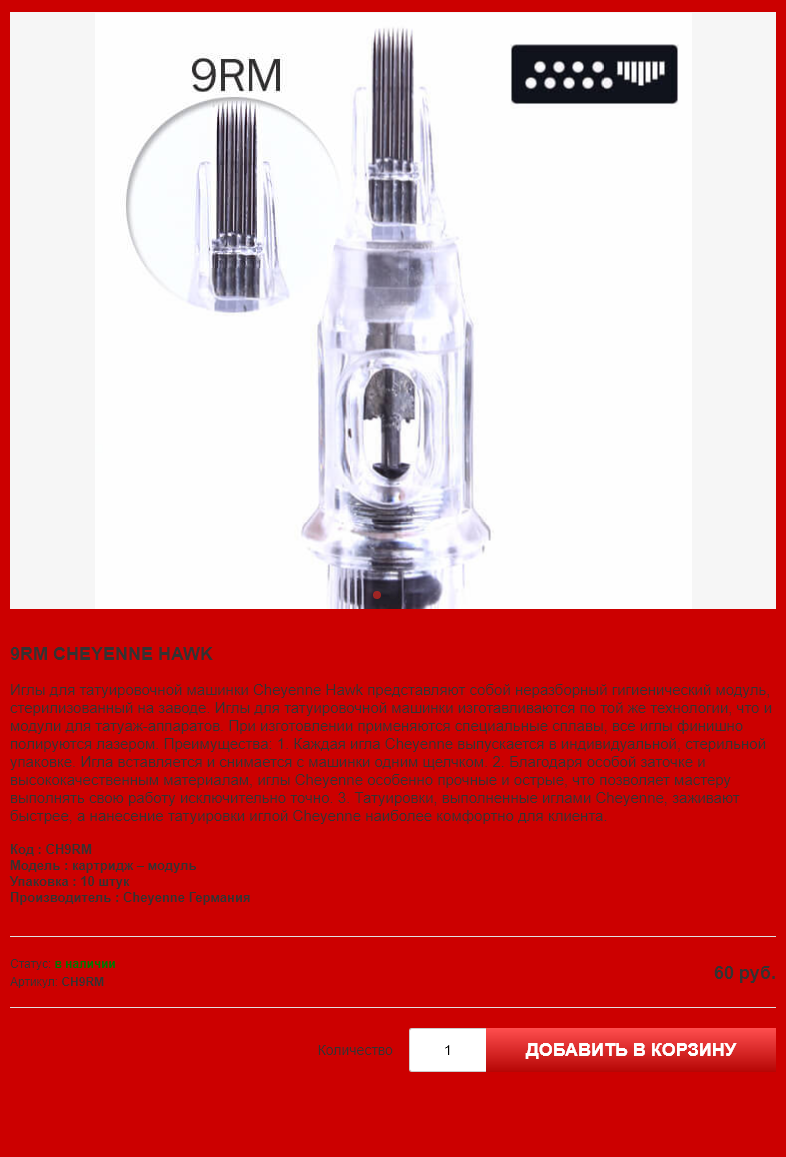 9RM
9RM CHEYENNE HAWK
Иглы для татуировочной машинки Cheyenne Hawk представляют собой неразборный гигиенический модуль,
стерилизованный на заводе. Иглы для татуировочной машинки изготавливаются по той же технологии, что и
модули для татуаж-аппаратов. При изготовлении применяются специальные сплавы, все иглы финишно
полируются лазером. Преимущества: 1. Каждая игла Cheyenne выпускается в индивидуальной, стерильной
упаковке. Игла вставляется и снимается с машинки одним щелчком. 2. Благодаря особой заточке и
высококачественным материалам, иглы Cheyenne особенно прочные и острые, что позволяет мастеру
выполнять свою работу исключительно точно. 3. Татуировки, выполненные иглами Cheyenne, заживают
быстрее, а нанесение татуировки иглой Cheyenne наиболее комфортно для клиента.
Код : CH9RM
Модель : картридж – модуль
Упаковка : 10 штук
Производитель : Cheyenne Германия
Статус: в наличии
Артикул: CH9RM
60 руб.
Количество 1 ДОБАВИТЬ В КОРЗИНУ